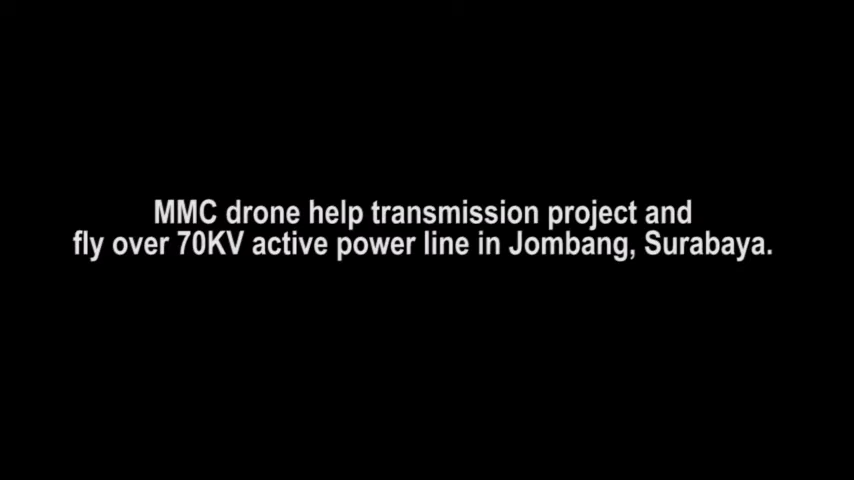 MMC drone help transmission project and
fly over 70KV active power line in Jombang, Surabaya.